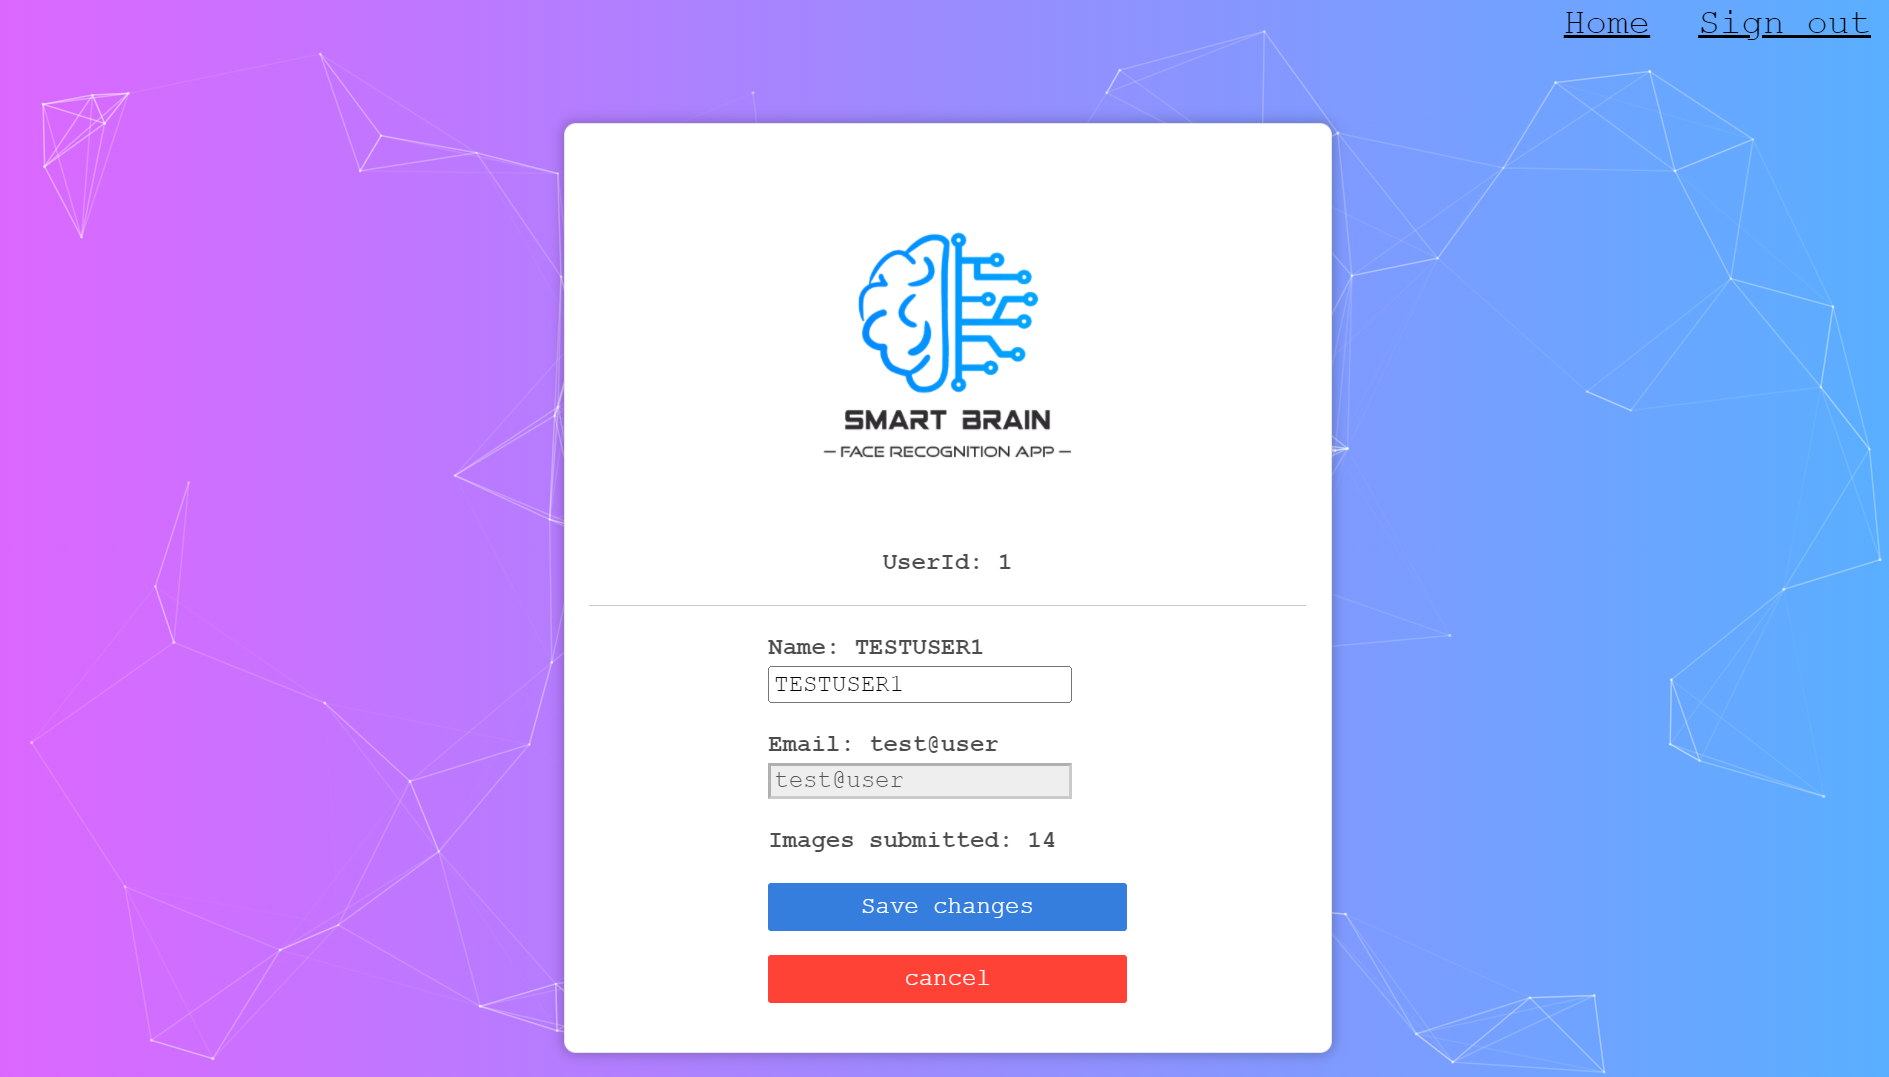 Home Sign out
SMART BRAIN
— FACE RECOGNITION APP —
UserId: 1
Name: TESTUSER1
TESTUSER1
Email: test@user
test@user
Images submitted: 14
Save changes
cancel